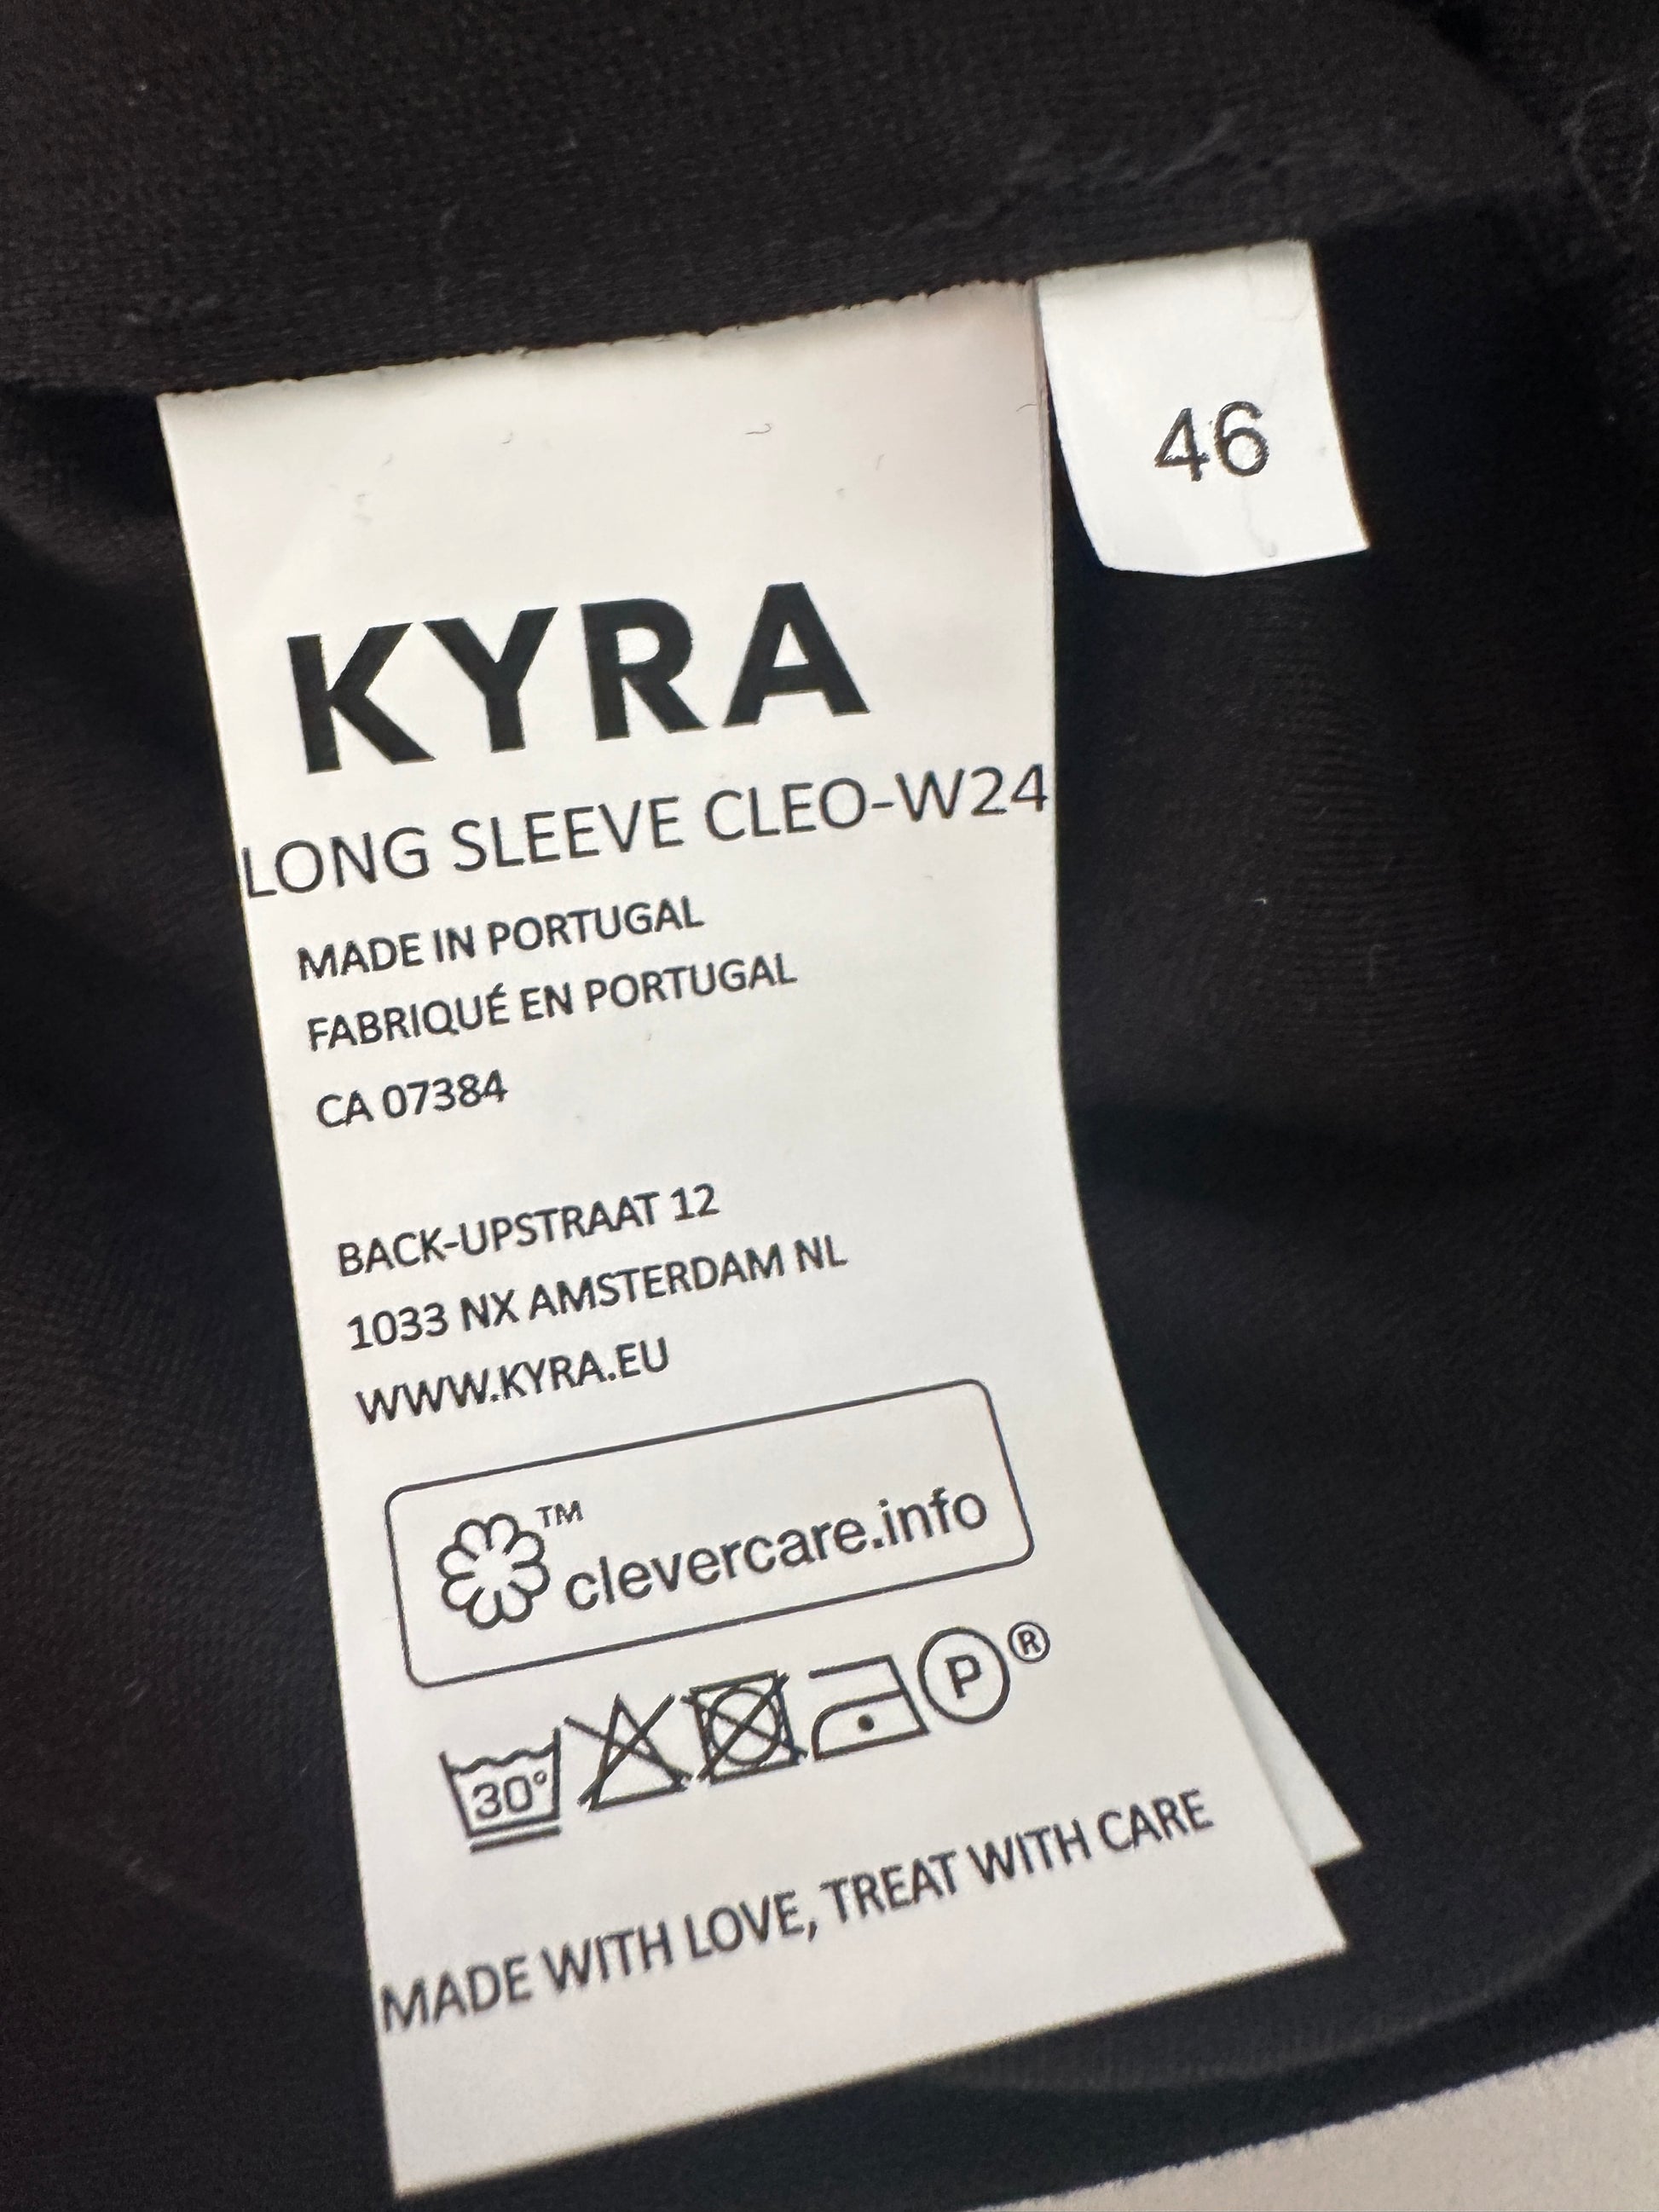 46
KYRA
LONG SLEEVE CLEO-W24
MADE IN PORTUGAL
FABRIQUÉ EN PORTUGAL
CA 07384
BACK-UPSTRAAT 12
1033 NX AMSTERDAM NL
WWW.KYRA.EU
™ clevercare.info
30° P ®
MADE WITH LOVE, TREAT WITH CARE